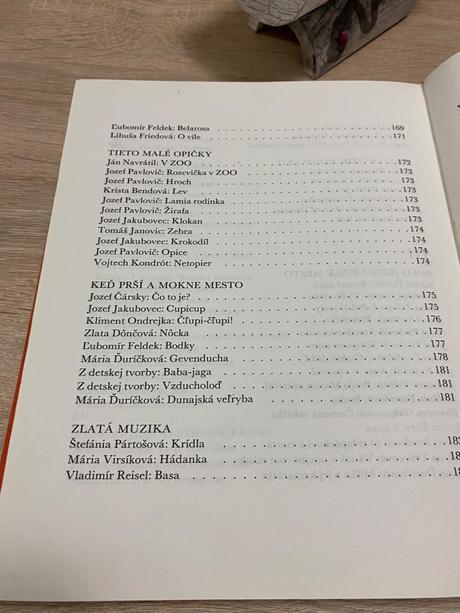 Ľubomír Feldek: Belarosa . . . . . . . . . . . . . . . . . . 169
Libuša Friedová: O víle . . . . . . . . . . . . . . . . . . 171
TIETO MALÉ OPIČKY
Ján Navrátil: V ZOO . . . . . . . . . . . . . . . . . . 172
Jozef Pavlovič: Rozcvička v ZOO . . . . . . . . . . . . . . . . . . 173
Jozef Pavlovič: Hroch . . . . . . . . . . . . . . . . . . 173
Krista Bendová: Lev . . . . . . . . . . . . . . . . . . 173
Jozef Pavlovič: Lamia rodinka . . . . . . . . . . . . . . . . . . 173
Jozef Pavlovič: Žirafa . . . . . . . . . . . . . . . . . . 173
Jozef Jakubovec: Klokan . . . . . . . . . . . . . . . . . . 173
Tomáš Janovic: Zebra . . . . . . . . . . . . . . . . . . 174
Jozef Jakubovec: Krokodíl . . . . . . . . . . . . . . . . . . 174
Jozef Pavlovič: Opice . . . . . . . . . . . . . . . . . . 174
Vojtech Kondrót: Netopier . . . . . . . . . . . . . . . . . . 174
KEĎ PRŠÍ A MOKNE MESTO
Jozef Čársky: Čo to je? . . . . . . . . . . . . . . . . . . 175
Jozef Jakubovec: Cupicup . . . . . . . . . . . . . . . . . . 175
Kliment Ondrejka: Čľupi-čľupi! . . . . . . . . . . . . . . . . . . 176
Zlata Dônčová: Nôcka . . . . . . . . . . . . . . . . . . 177
Ľubomír Feldek: Bodky . . . . . . . . . . . . . . . . . . 177
Mária Ďuríčková: Gevenducha . . . . . . . . . . . . . . . . . . 178
Z detskej tvorby: Baba-jaga . . . . . . . . . . . . . . . . . . 181
Z detskej tvorby: Vzducholoď . . . . . . . . . . . . . . . . . . 181
Mária Ďuríčková: Dunajská veľryba . . . . . . . . . . . . . . . . . . 181
ZLATÁ MUZIKA
Štefánia Pártošová: Krídla . . . . . . . . . . . . . . . . . .
Mária Virsíková: Hádanka . . . . . . . . . . . . . . . . . .
Vladimír Reisel: Basa . . . . . . . . . . . . . . . . . .